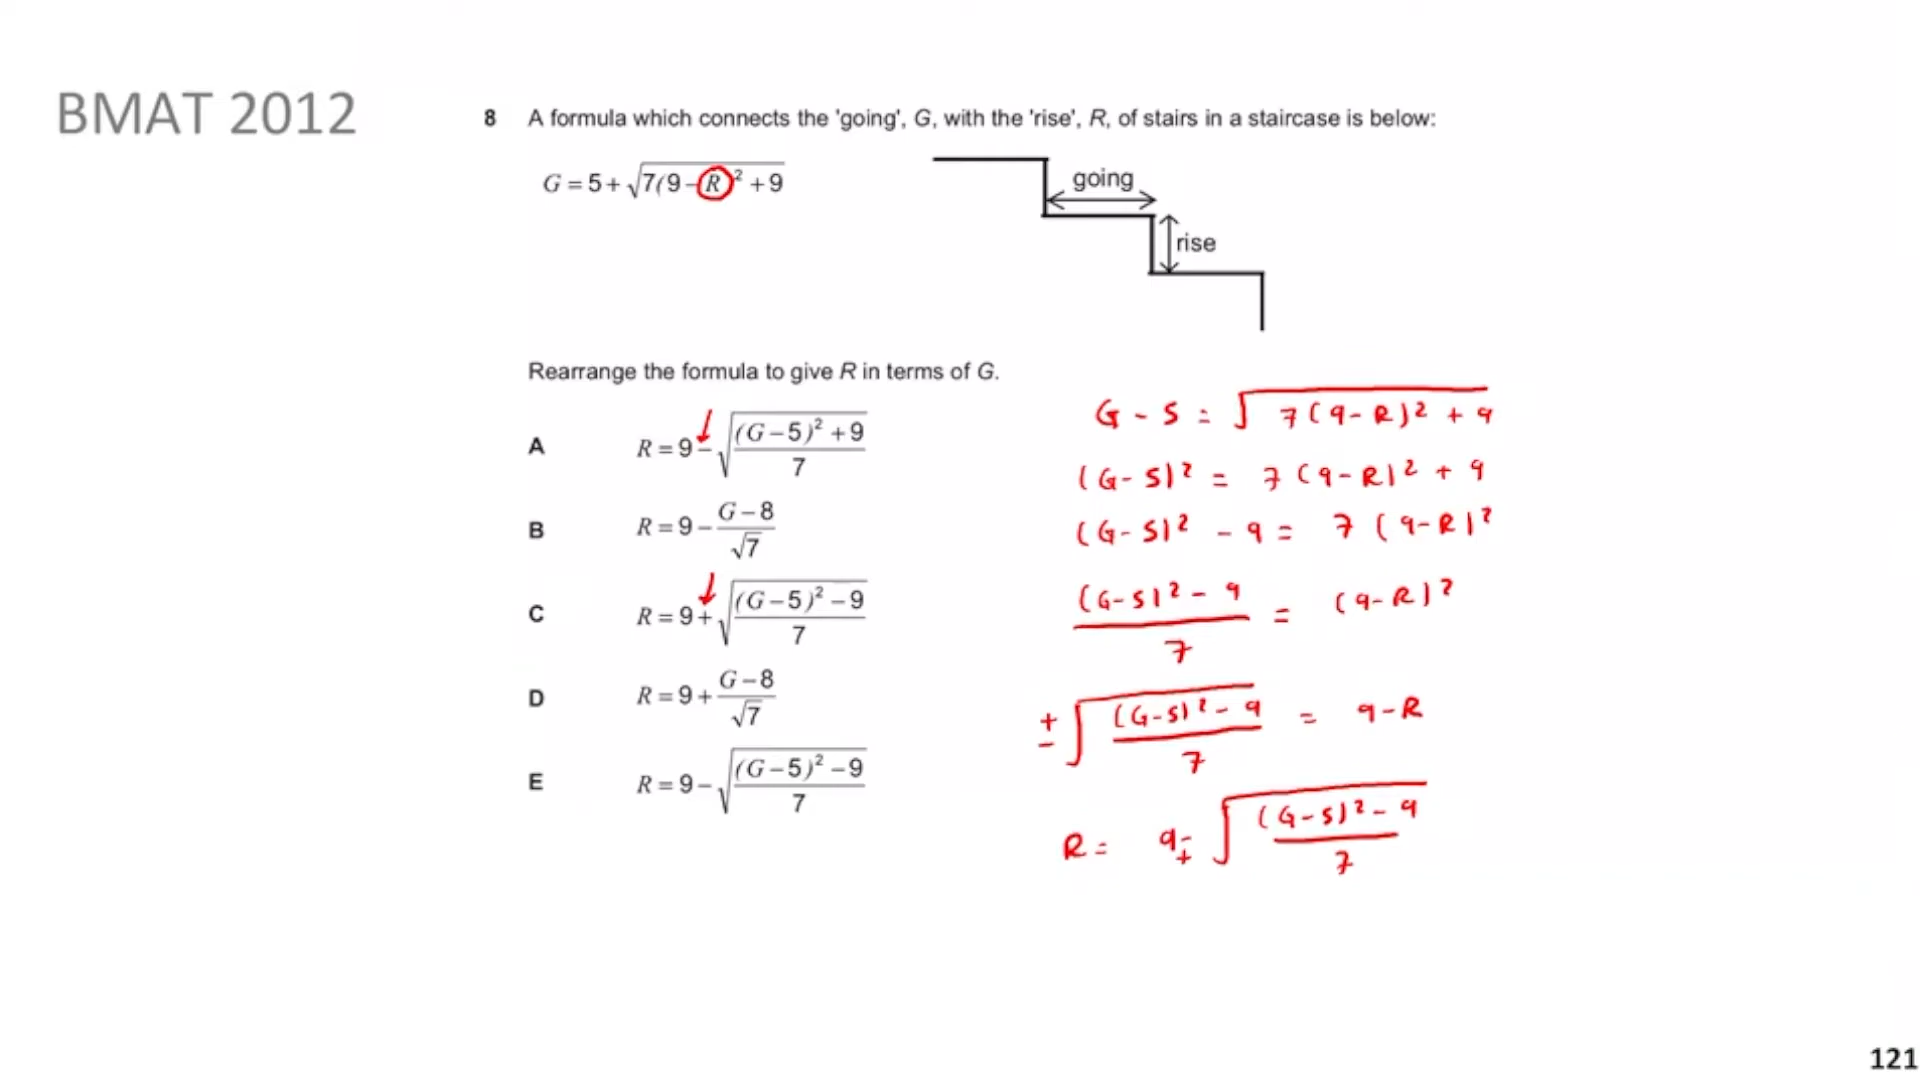 BMAT 2012
8 A formula which connects the 'going', G, with the 'rise', R, of stairs in a staircase is below:
G = 5 + √(7(9 – R)² + 9)
going
rise
Rearrange the formula to give R in terms of G.
A R = 9 – √(((G – 5)² + 9)/7)
B R = 9 – (G – 8)/√7
C R = 9 + √(((G – 5)² – 9)/7)
D R = 9 + (G – 8)/√7
E R = 9 – √(((G – 5)² – 9)/7)
G - 5 = √(7(9-R)² + 9)
(G-5)² = 7(9-R)² + 9
(G-5)² - 9 = 7(9-R)²
((G-5)² - 9)/7 = (9-R)²
± √(((G-5)² - 9)/7) = 9-R
R = 9 ∓ √(((G-5)² - 9)/7)
121